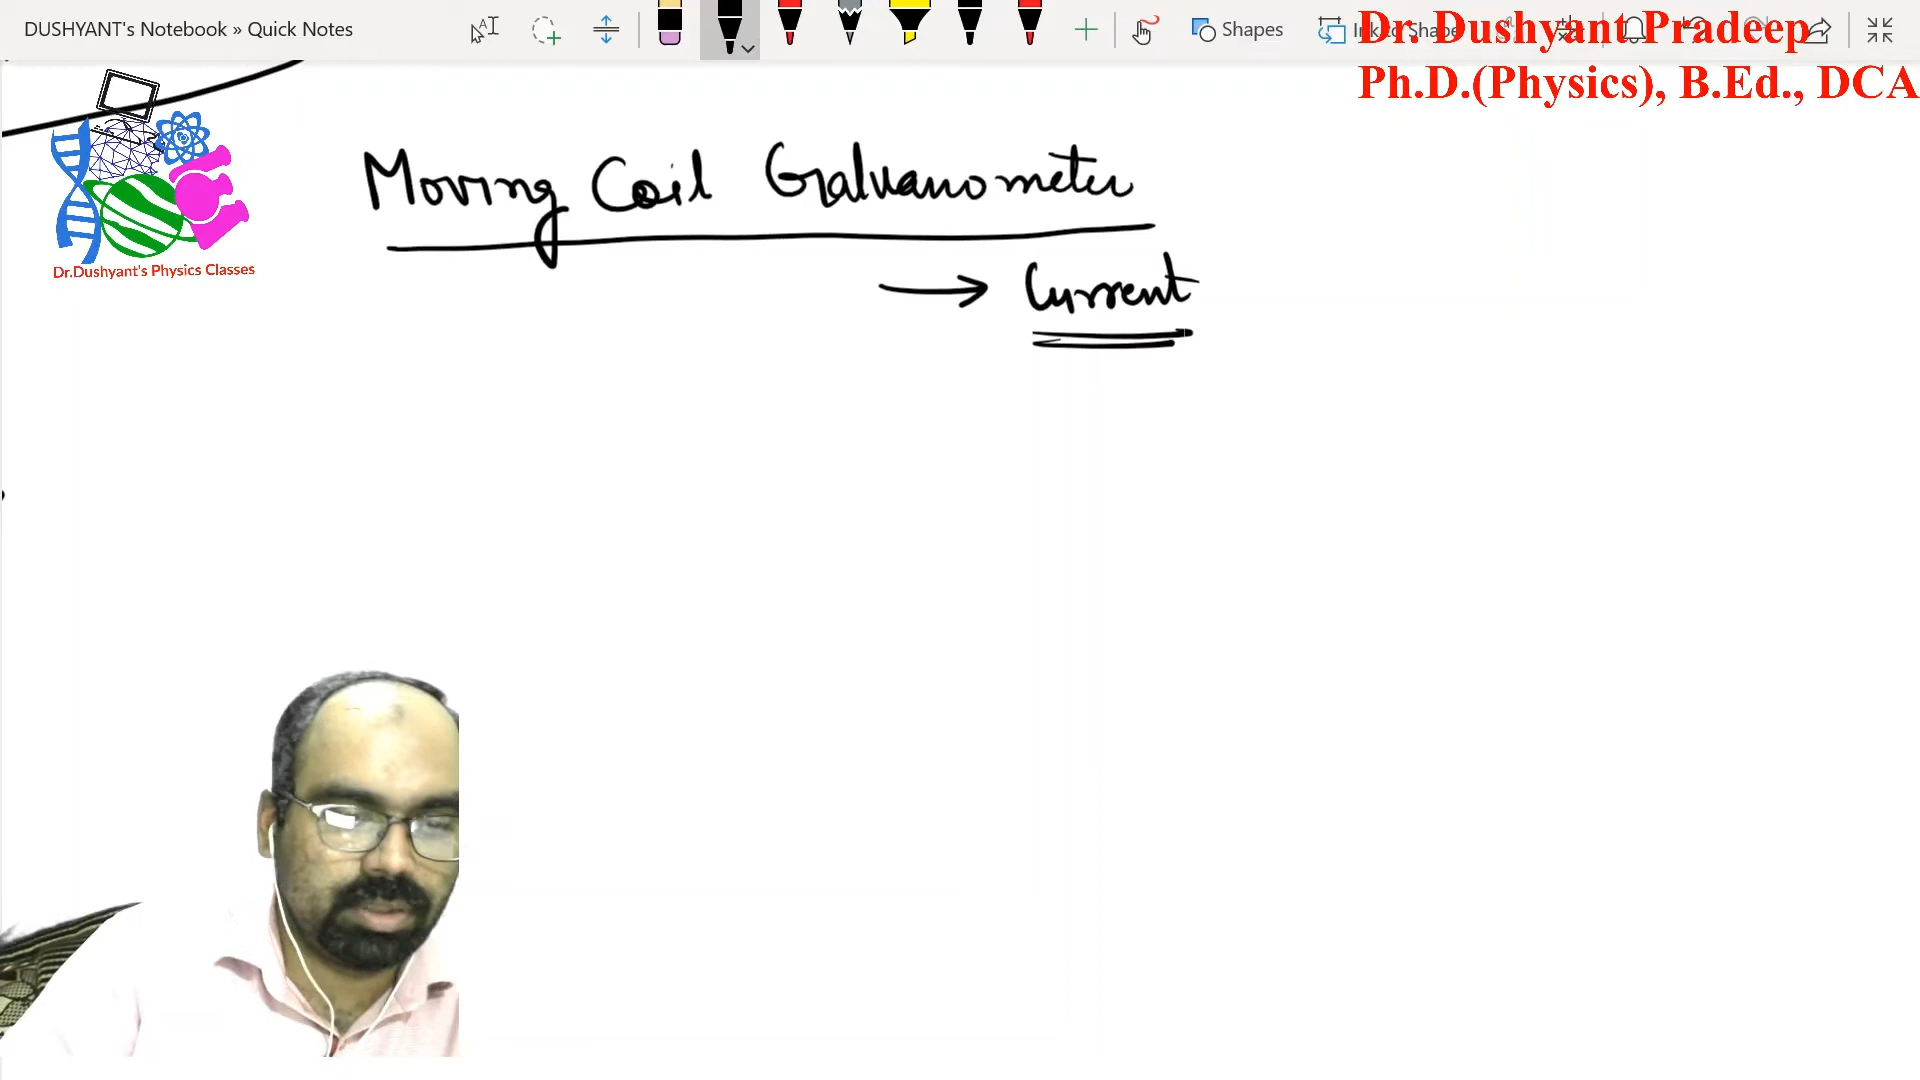 DUSHYANT's Notebook » Quick Notes
Shapes
Dr. Dushyant Pradeep
Ph.D.(Physics), B.Ed., DCA
Moving Coil Galvanometer
→ Current
Dr.Dushyant's Physics Classes